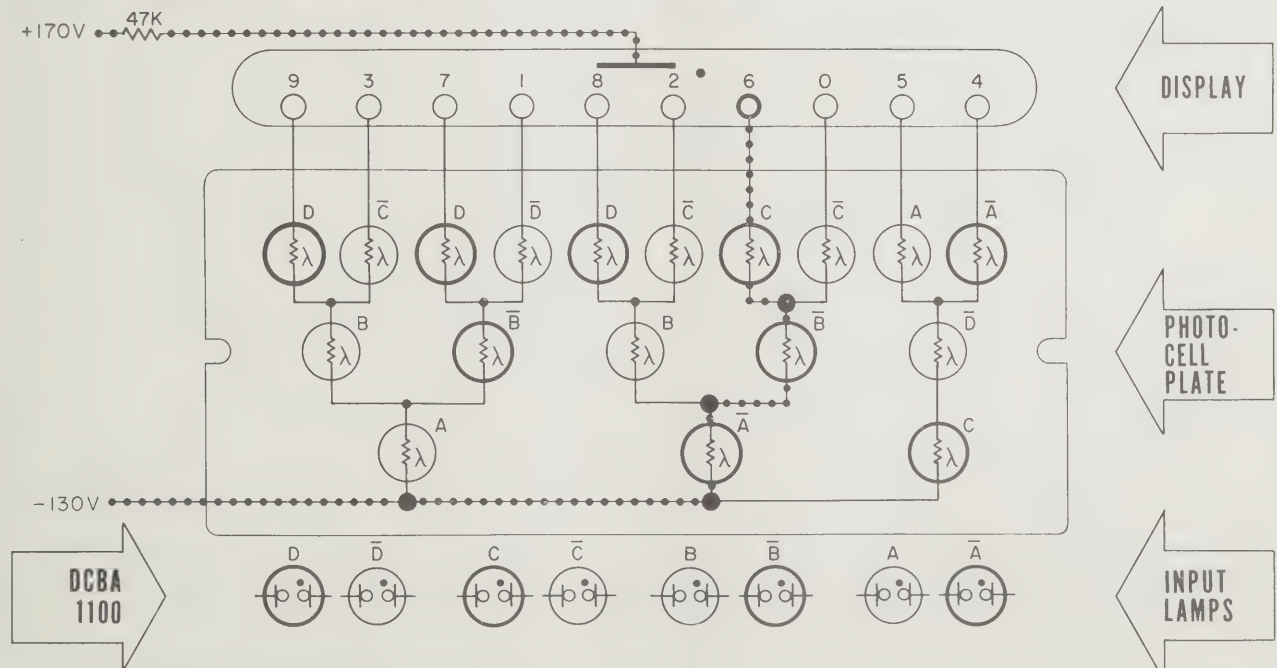 +170V
47K
9 3 7 1 8 2 6 0 5 4
DISPLAY
D C̅ D D̅ D C̅ C C̅ A A̅
λ λ λ λ λ λ λ λ λ λ
B B̅ B B̅ D̅
λ λ λ λ λ
PHOTO-
CELL
PLATE
A A̅ C
λ λ λ
-130V
D D̅ C C̅ B B̅ A A̅
DCBA
1100
INPUT
LAMPS